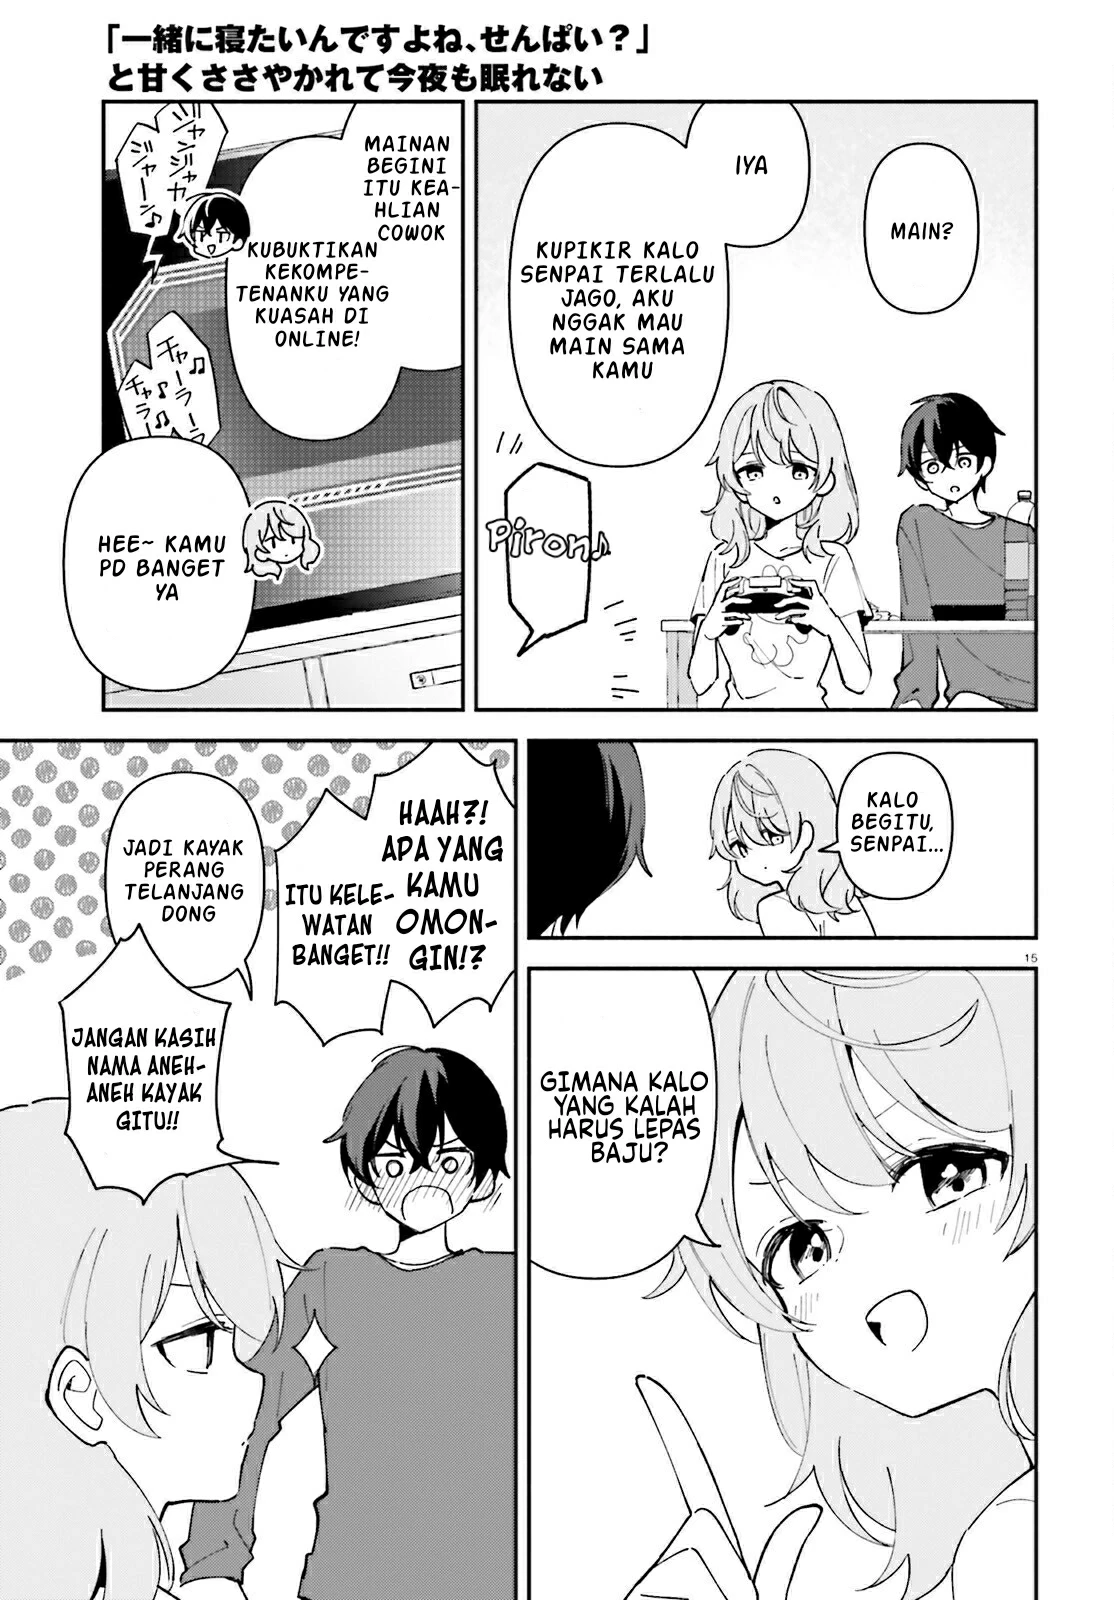 「一緒に寝たいんですよね、せんぱい？」
と甘くささやかれて今夜も眠れない
MAIN?
IYA
KUPIKIR KALO
SENPAI TERLALU
JAGO, AKU
NGGAK MAU
MAIN SAMA
KAMU
Piron♪
MAINAN
BEGINI
ITU KEA-
HLIAN
COWOK
KUBUKTIKAN
KEKOMPE-
TENANKU YANG
KUASAH DI
ONLINE!
ジャンジャカ
ジャーン♪
チャーラーラー♪
チャラー♪
HEE~ KAMU
PD BANGET
YA
KALO
BEGITU,
SENPAI...
15
GIMANA KALO
YANG KALAH
HARUS LEPAS
BAJU?
HAAH?!
APA YANG
KAMU
OMON-
GIN!?
ITU KELE-
WATAN
BANGET!!
JADI KAYAK
PERANG
TELANJANG
DONG
JANGAN KASIH
NAMA ANEH-
ANEH KAYAK
GITU!!